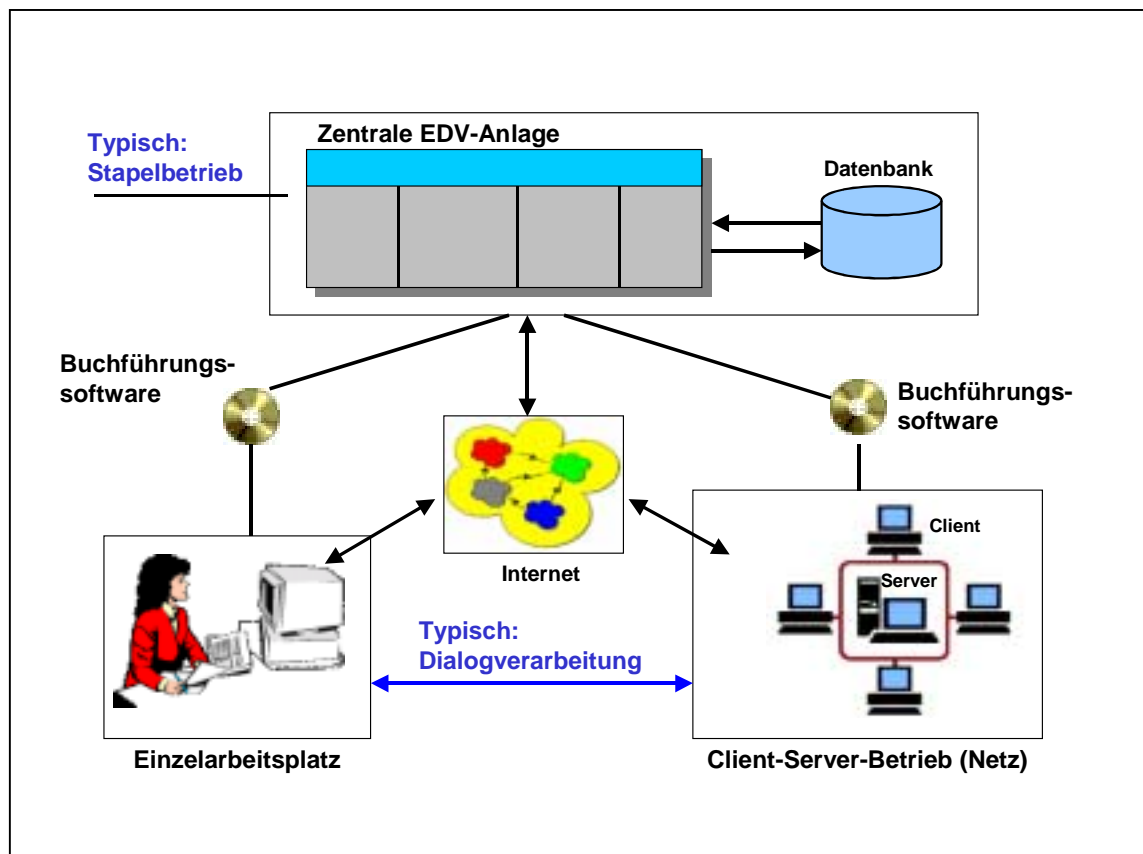 Zentrale EDV-Anlage
Typisch:
Stapelbetrieb
Datenbank
Buchführungs-
software
Buchführungs-
software
Client
Server
Internet
Typisch:
Dialogverarbeitung
Einzelarbeitsplatz
Client-Server-Betrieb (Netz)